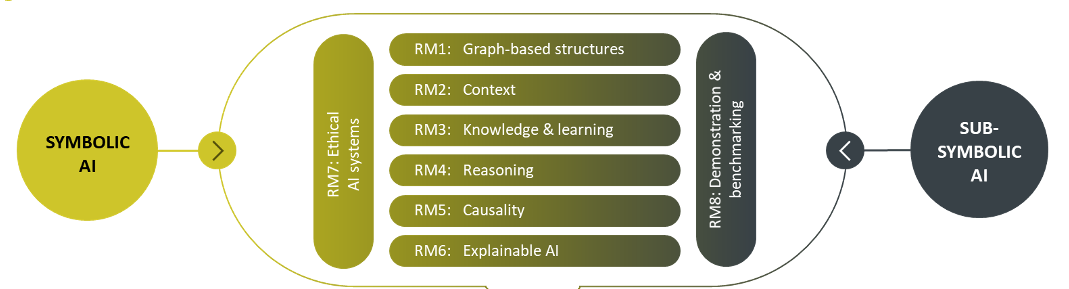 SYMBOLIC
AI
RM7: Ethical
AI systems
RM1: Graph-based structures
RM2: Context
RM3: Knowledge & learning
RM4: Reasoning
RM5: Causality
RM6: Explainable AI
RM8: Demonstration &
benchmarking
SUB-
SYMBOLIC
AI